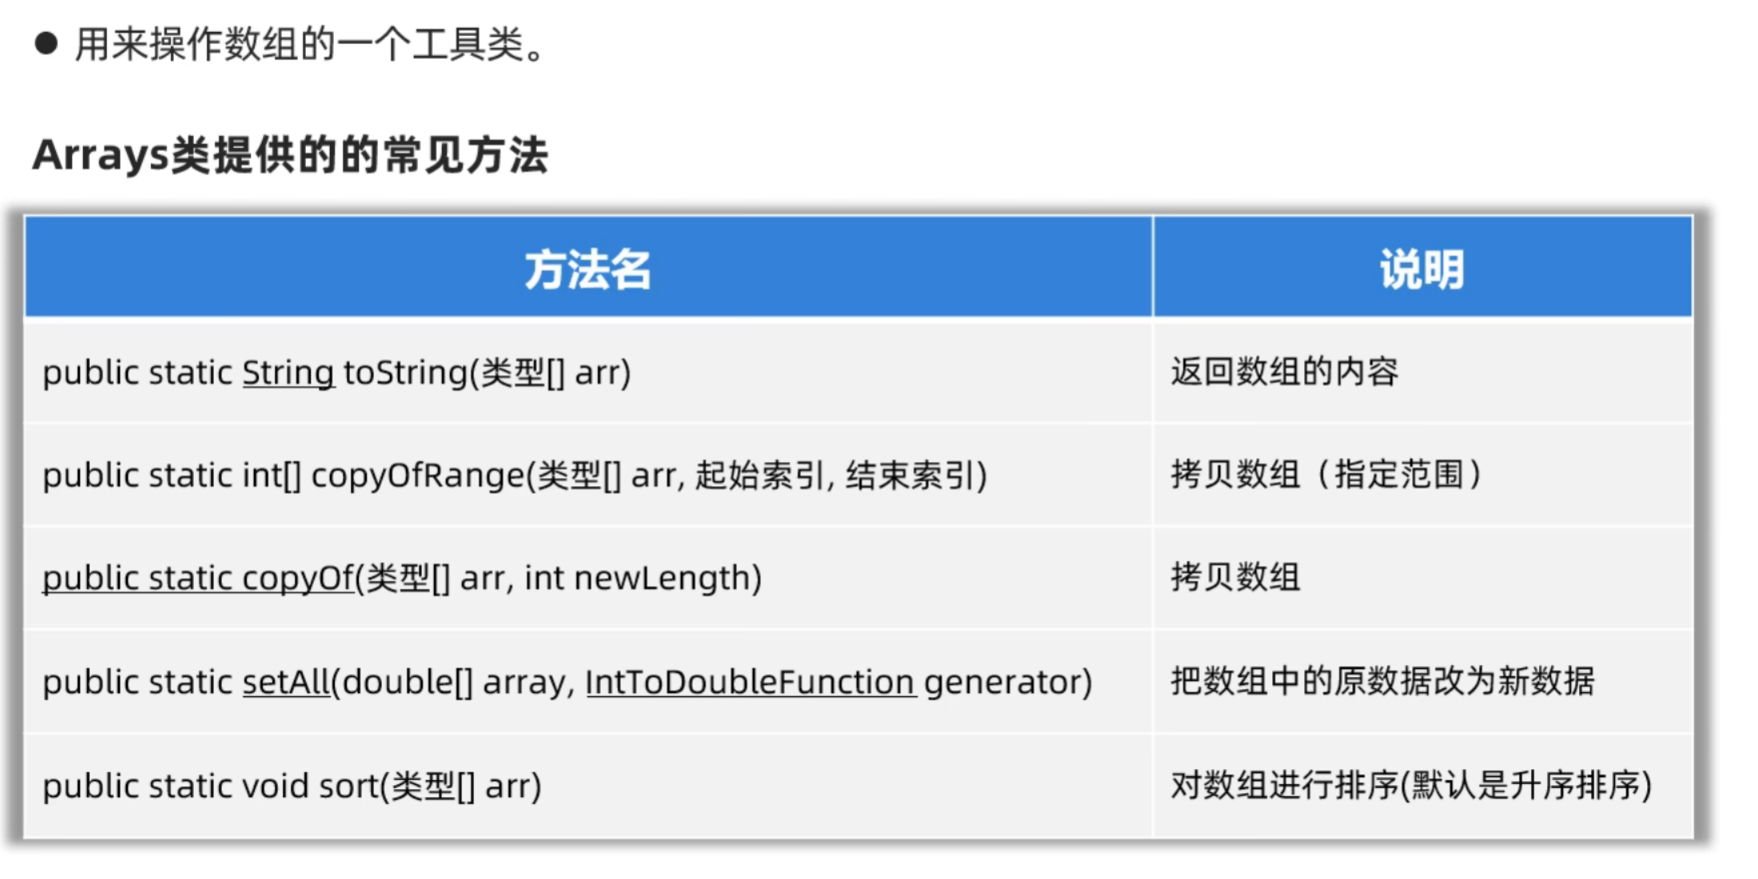 ● 用来操作数组的一个工具类。
Arrays类提供的的常见方法
方法名 说明
public static String toString(类型[] arr) 返回数组的内容
public static int[] copyOfRange(类型[] arr, 起始索引, 结束索引) 拷贝数组（指定范围）
public static copyOf(类型[] arr, int newLength) 拷贝数组
public static setAll(double[] array, IntToDoubleFunction generator) 把数组中的原数据改为新数据
public static void sort(类型[] arr) 对数组进行排序(默认是升序排序)